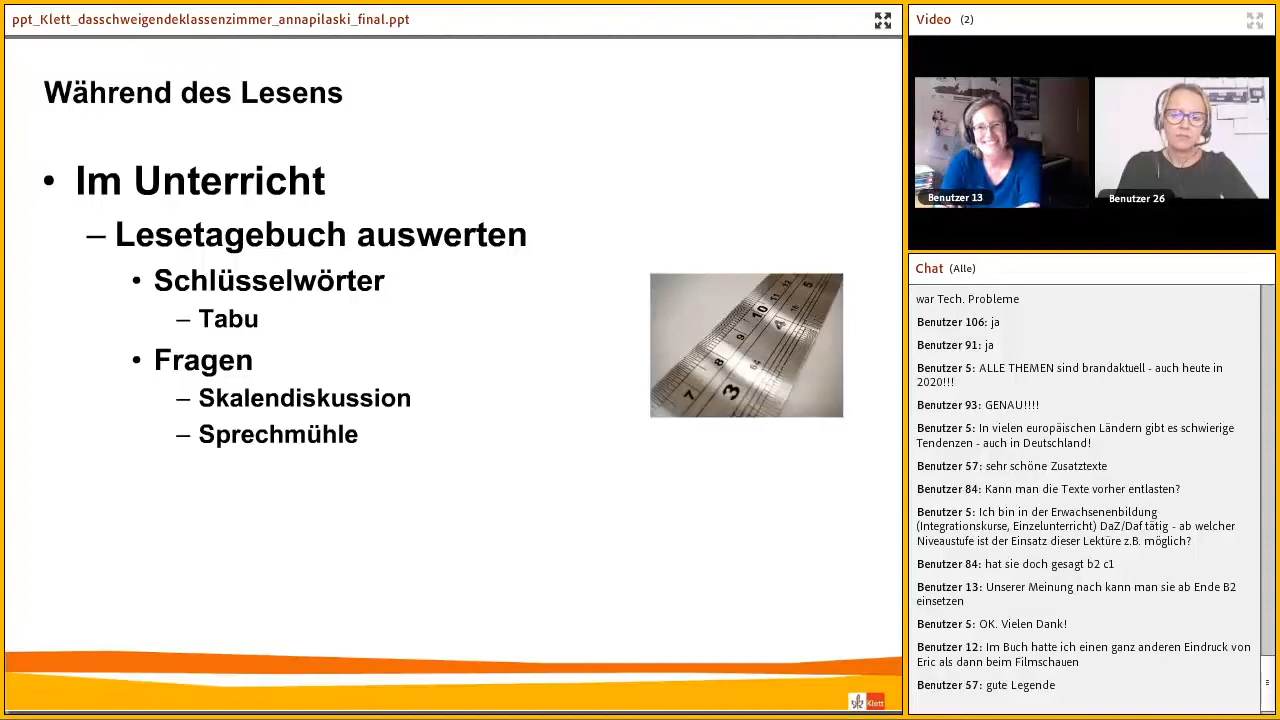 ppt_Klett_dasschweigendeklassenzimmer_annapilaski_final.ppt
Während des Lesens
• Im Unterricht
– Lesetagebuch auswerten
• Schlüsselwörter
– Tabu
• Fragen
– Skalendiskussion
– Sprechmühle
Klett
Video (2)
Benutzer 13
Benutzer 26
Chat (Alle)
war Tech. Probleme
Benutzer 106: ja
Benutzer 91: ja
Benutzer 5: ALLE THEMEN sind brandaktuell - auch heute in
2020!!!
Benutzer 93: GENAU!!!!
Benutzer 5: In vielen europäischen Ländern gibt es schwierige
Tendenzen - auch in Deutschland!
Benutzer 57: sehr schöne Zusatztexte
Benutzer 84: Kann man die Texte vorher entlasten?
Benutzer 5: Ich bin in der Erwachsenenbildung
(Integrationskurse, Einzelunterricht) DaZ/Daf tätig - ab welcher
Niveaustufe ist der Einsatz dieser Lektüre z.B. möglich?
Benutzer 84: hat sie doch gesagt b2 c1
Benutzer 13: Unserer Meinung nach kann man sie ab Ende B2
einsetzen
Benutzer 5: OK. Vielen Dank!
Benutzer 12: Im Buch hatte ich einen ganz anderen Eindruck von
Eric als dann beim Filmschauen
Benutzer 57: gute Legende